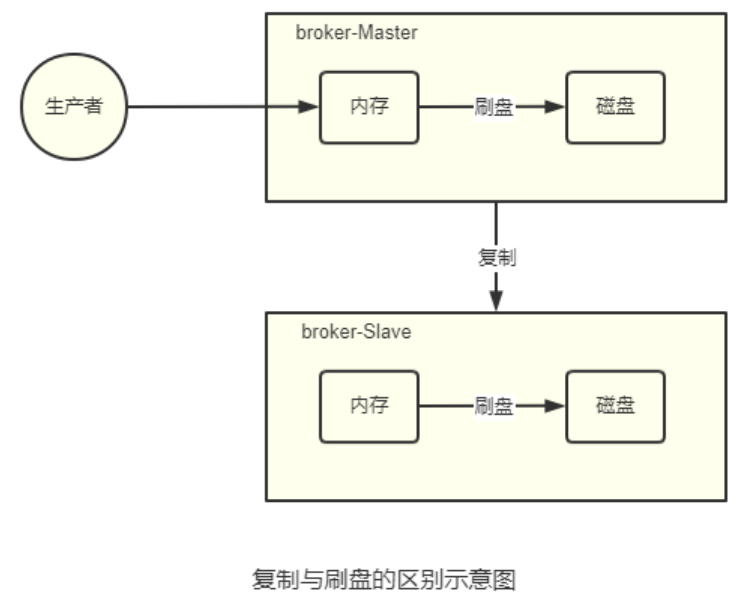 broker-Master
生产者
内存
刷盘
磁盘
复制
broker-Slave
内存
刷盘
磁盘
复制与刷盘的区别示意图